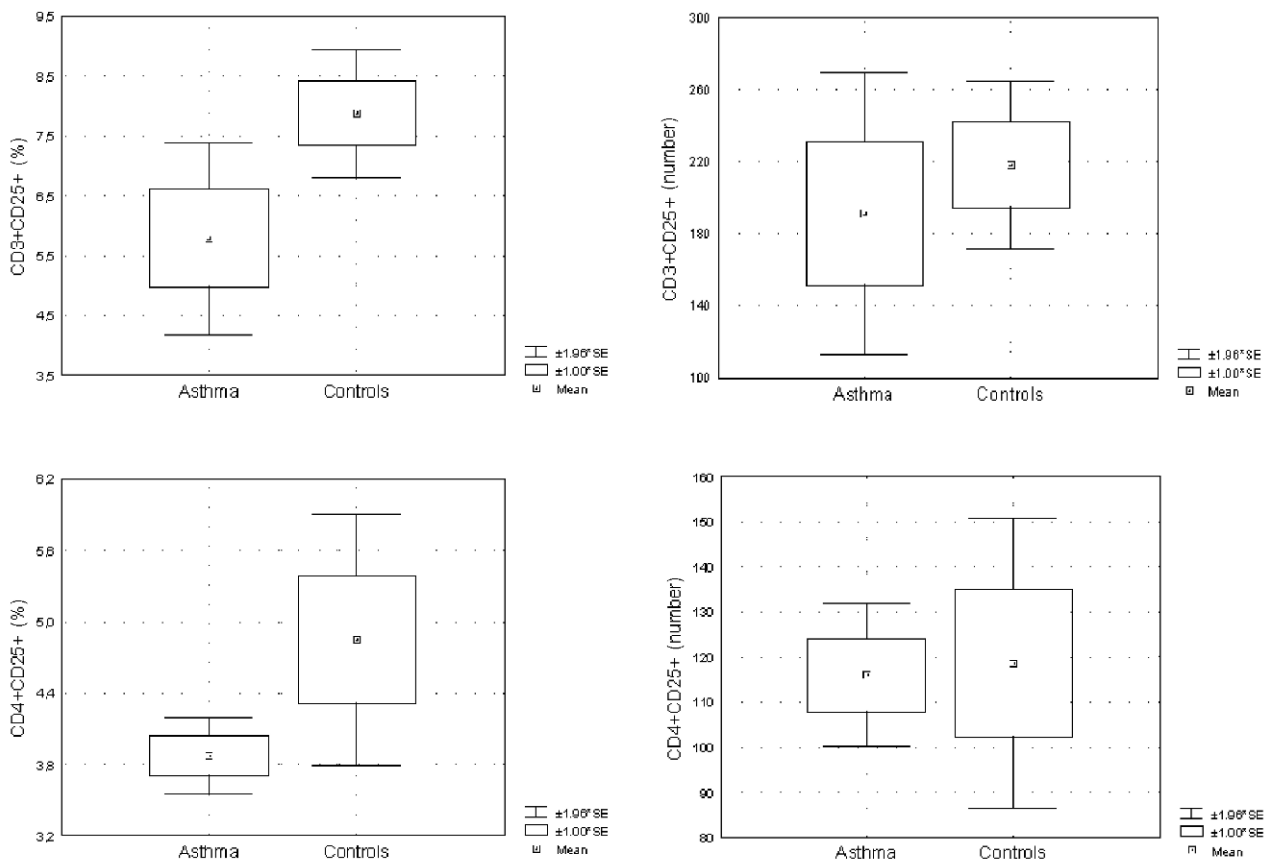 9,5
8,5
7,5
6,5
5,5
4,5
3,5
CD3+CD25+ (%)
Asthma Controls
±1.96*SE
±1.00*SE
Mean
300
260
220
180
140
100
CD3+CD25+ (number)
Asthma Controls
±1.96*SE
±1.00*SE
Mean
6,2
5,6
5,0
4,4
3,8
3,2
CD4+CD25+ (%)
Asthma Controls
±1.96*SE
±1.00*SE
Mean
160
150
140
130
120
110
100
90
80
CD4+CD25+ (number)
Asthma Controls
±1.96*SE
±1.00*SE
Mean